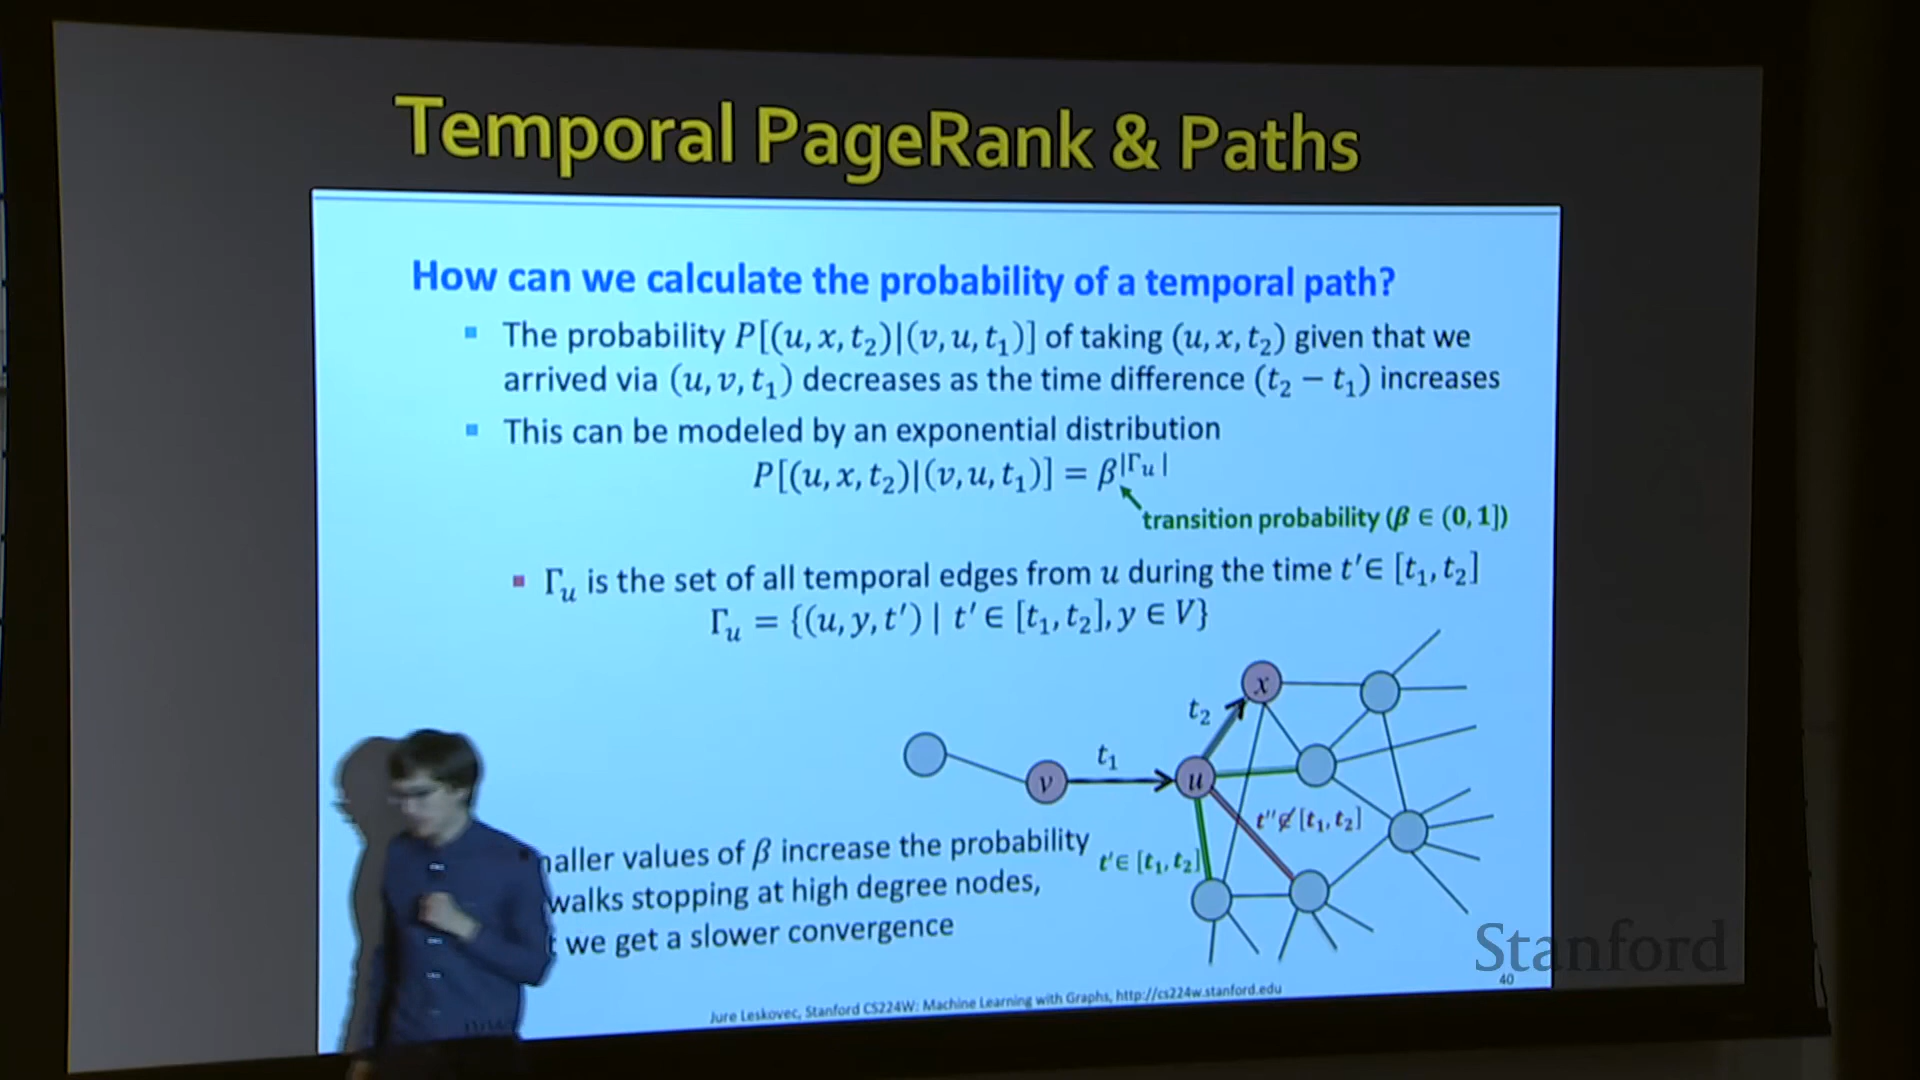 Temporal PageRank & Paths
How can we calculate the probability of a temporal path?
The probability P[(u, x, t₂)|(v, u, t₁)] of taking (u, x, t₂) given that we
arrived via (u, v, t₁) decreases as the time difference (t₂ − t₁) increases
This can be modeled by an exponential distribution
P[(u, x, t₂)|(v, u, t₁)] = β^|Γᵤ|
transition probability (β ∈ (0, 1])
Γᵤ is the set of all temporal edges from u during the time t′∈ [t₁, t₂]
Γᵤ = {(u, y, t′) | t′ ∈ [t₁, t₂], y ∈ V}
x
t₂
t₁
v
u
t″∉ [t₁, t₂]
t′∈ [t₁, t₂]
aller values of β increase the probability
walks stopping at high degree nodes,
t we get a slower convergence
Stanford
40
Jure Leskovec, Stanford CS224W: Machine Learning with Graphs, http://cs224w.stanford.edu